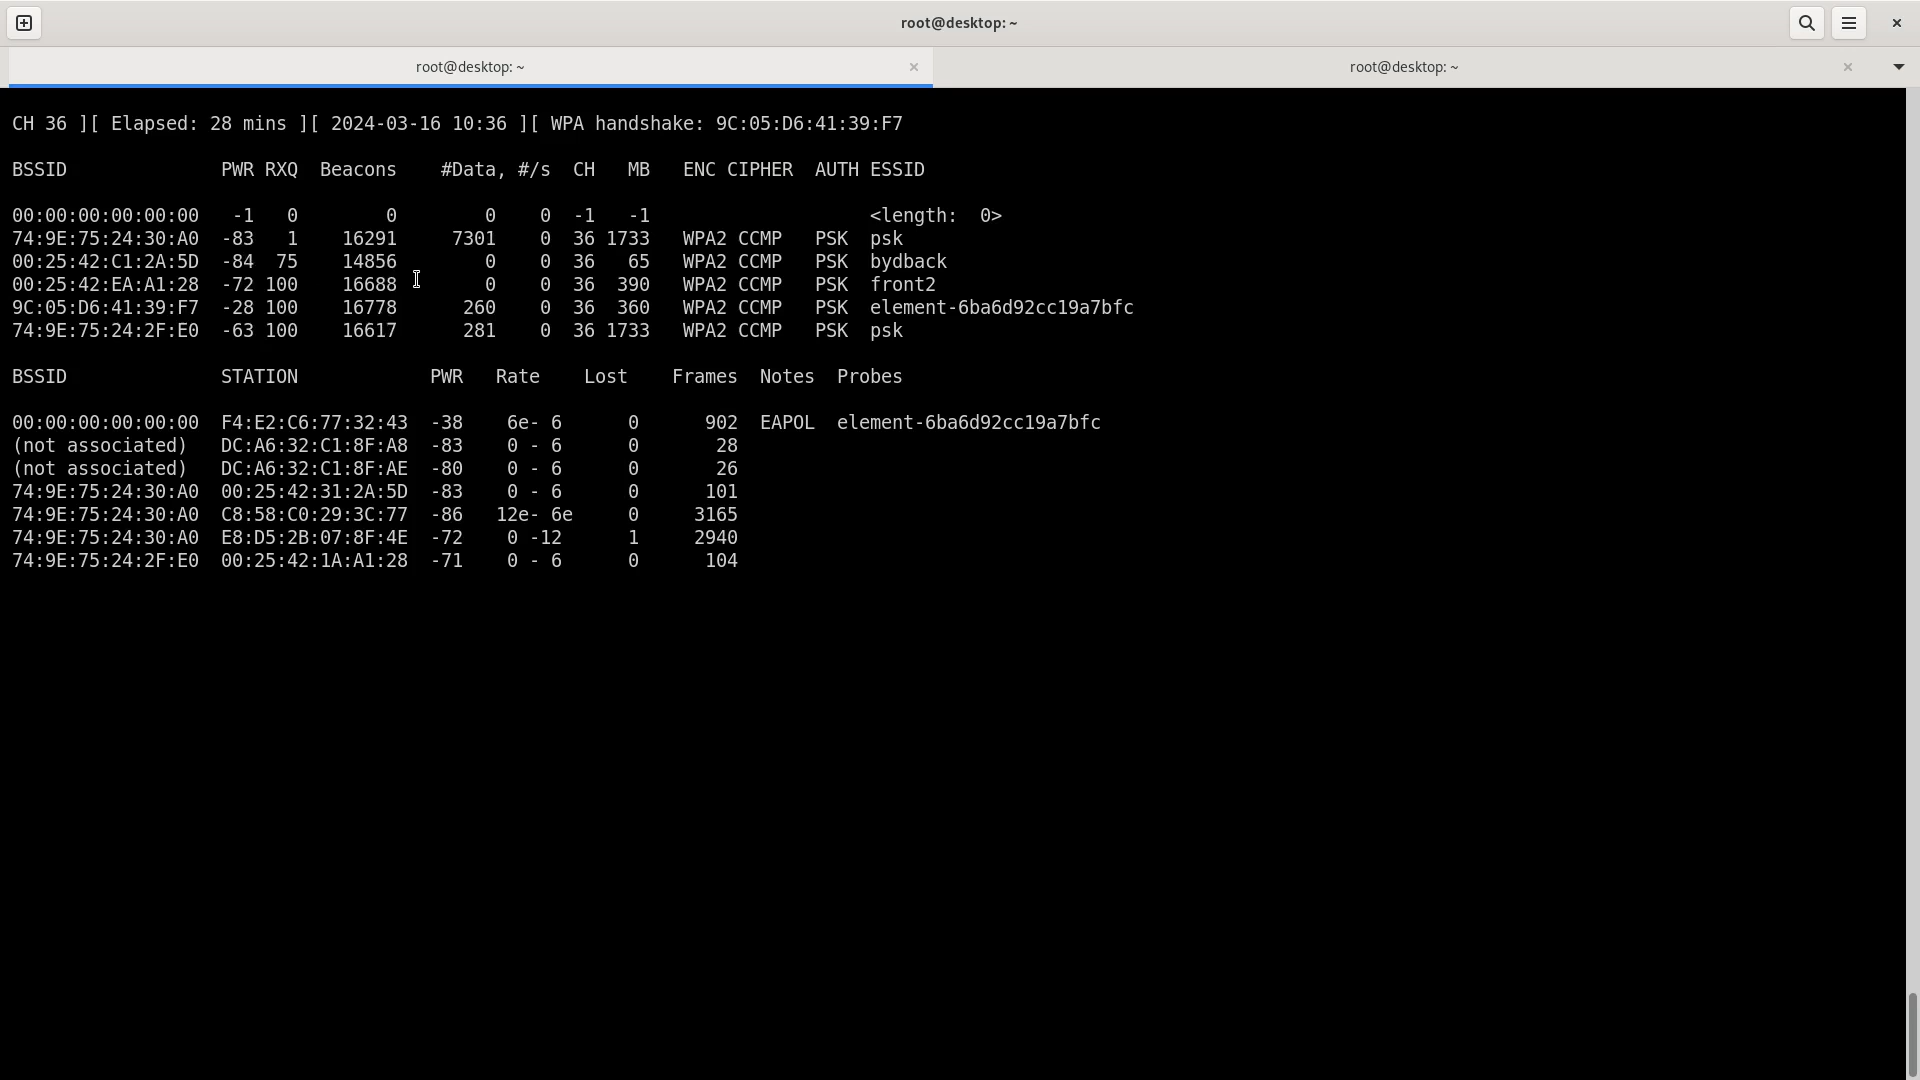 root@desktop: ~
root@desktop: ~ root@desktop: ~
CH 36 ][ Elapsed: 28 mins ][ 2024-03-16 10:36 ][ WPA handshake: 9C:05:D6:41:39:F7
BSSID PWR RXQ Beacons #Data, #/s CH MB ENC CIPHER AUTH ESSID
00:00:00:00:00:00 -1 0 0 0 0 -1 -1 <length: 0>
74:9E:75:24:30:A0 -83 1 16291 7301 0 36 1733 WPA2 CCMP PSK psk
00:25:42:C1:2A:5D -84 75 14856 0 0 36 65 WPA2 CCMP PSK bydback
00:25:42:EA:A1:28 -72 100 16688 0 0 36 390 WPA2 CCMP PSK front2
9C:05:D6:41:39:F7 -28 100 16778 260 0 36 360 WPA2 CCMP PSK element-6ba6d92cc19a7bfc
74:9E:75:24:2F:E0 -63 100 16617 281 0 36 1733 WPA2 CCMP PSK psk
BSSID STATION PWR Rate Lost Frames Notes Probes
00:00:00:00:00:00 F4:E2:C6:77:32:43 -38 6e- 6 0 902 EAPOL element-6ba6d92cc19a7bfc
(not associated) DC:A6:32:C1:8F:A8 -83 0 - 6 0 28
(not associated) DC:A6:32:C1:8F:AE -80 0 - 6 0 26
74:9E:75:24:30:A0 00:25:42:31:2A:5D -83 0 - 6 0 101
74:9E:75:24:30:A0 C8:58:C0:29:3C:77 -86 12e- 6e 0 3165
74:9E:75:24:30:A0 E8:D5:2B:07:8F:4E -72 0 -12 1 2940
74:9E:75:24:2F:E0 00:25:42:1A:A1:28 -71 0 - 6 0 104